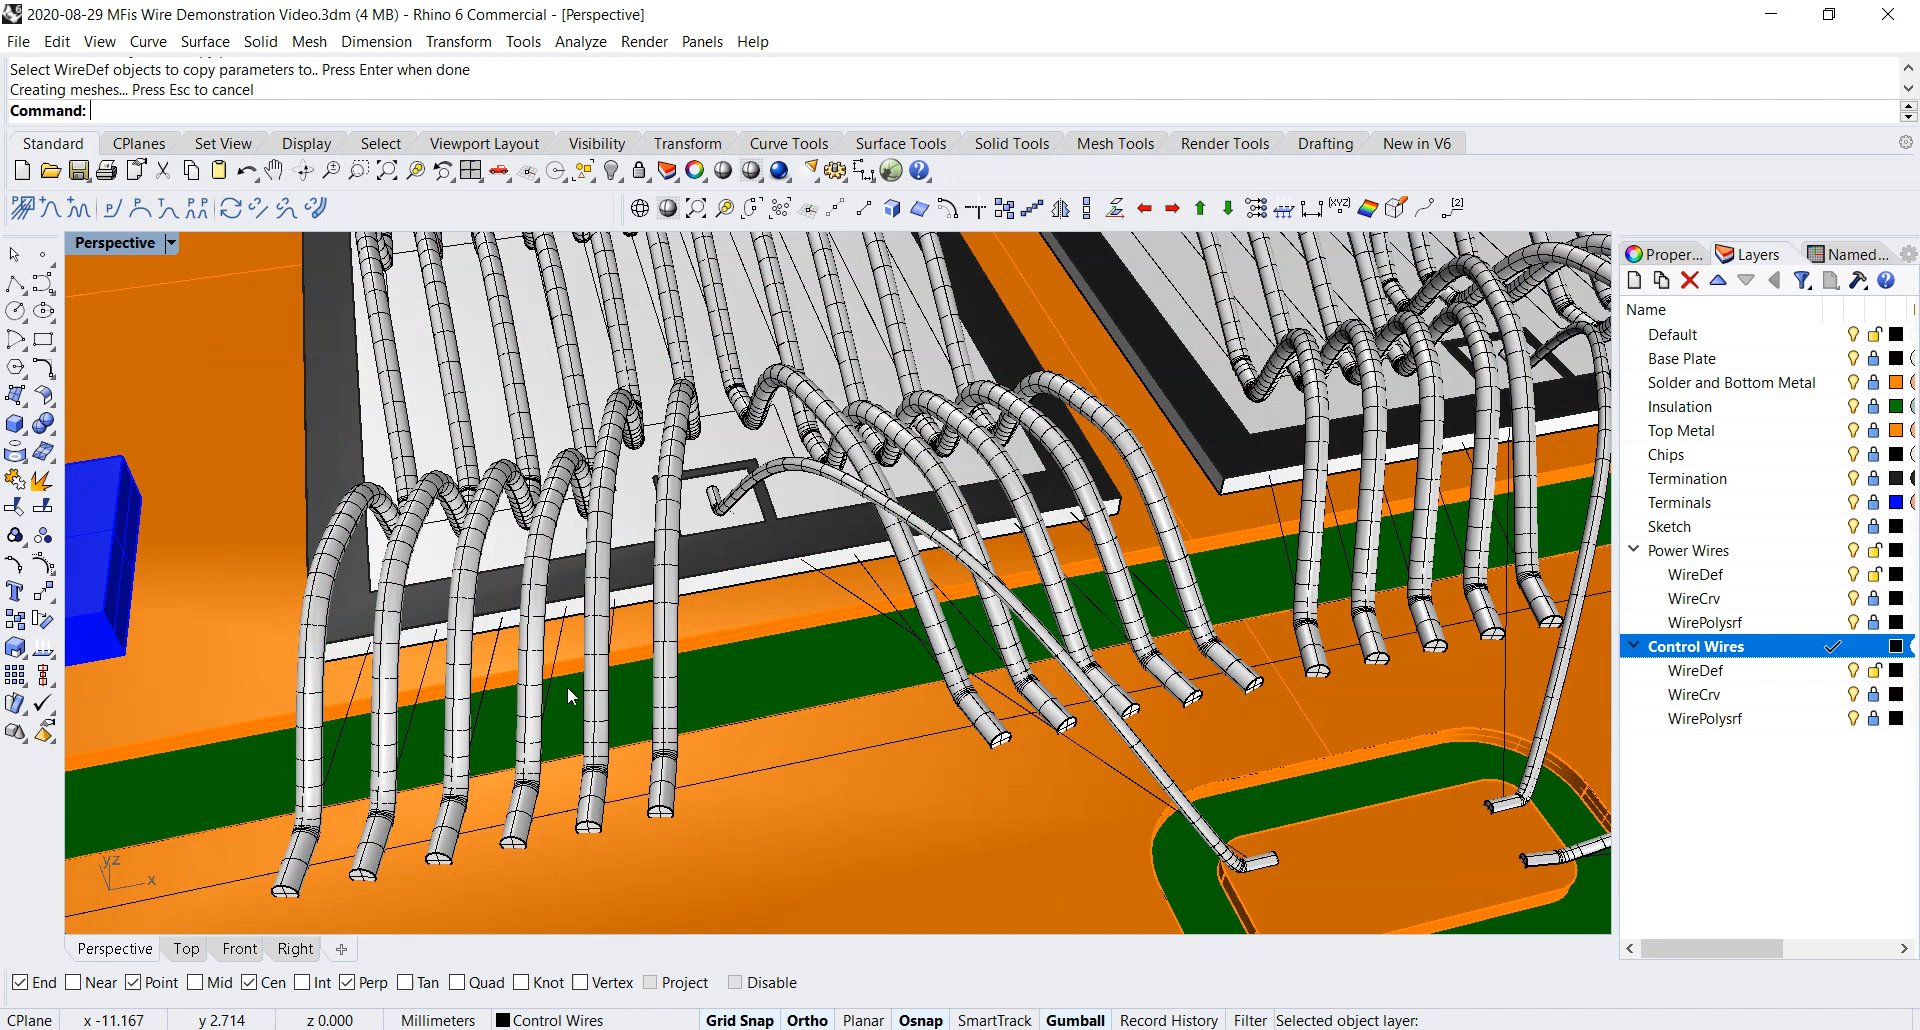 2020-08-29 MFis Wire Demonstration Video.3dm (4 MB) - Rhino 6 Commercial - [Perspective]
File Edit View Curve Surface Solid Mesh Dimension Transform Tools Analyze Render Panels Help
Select WireDef objects to copy parameters to.. Press Enter when done
Creating meshes... Press Esc to cancel
Command:
Standard CPlanes Set View Display Select Viewport Layout Visibility Transform Curve Tools Surface Tools Solid Tools Mesh Tools Render Tools Drafting New in V6
Perspective
Proper... Layers Named...
Name
Default
Base Plate
Solder and Bottom Metal
Insulation
Top Metal
Chips
Termination
Terminals
Sketch
Power Wires
WireDef
WireCrv
WirePolysrf
Control Wires
WireDef
WireCrv
WirePolysrf
yz
x
Perspective Top Front Right
End Near Point Mid Cen Int Perp Tan Quad Knot Vertex Project Disable
CPlane x -11.167 y 2.714 z 0.000 Millimeters Control Wires Grid Snap Ortho Planar Osnap SmartTrack Gumball Record History Filter Selected object layer: